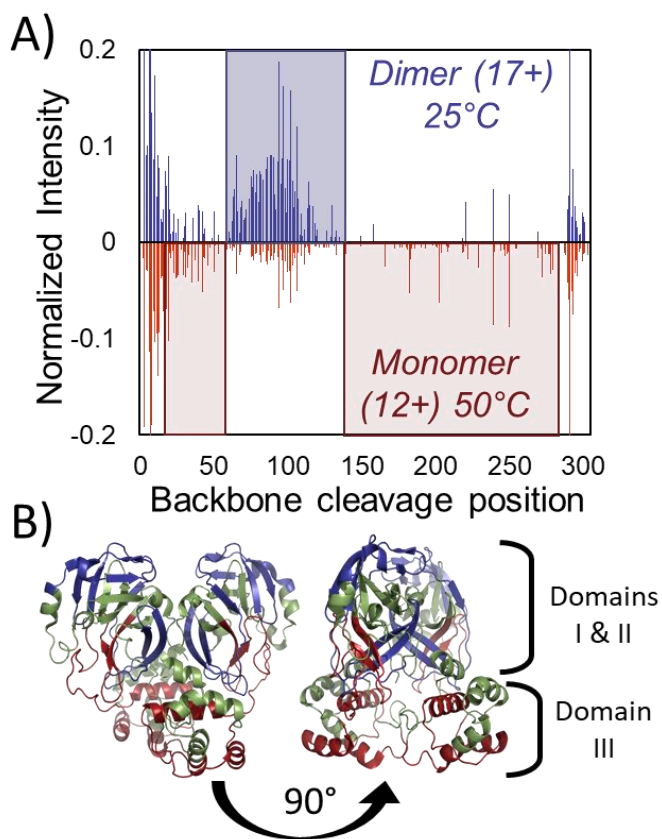 A)
0.2
0.1
0
-0.1
-0.2
Normalized Intensity
Dimer (17+)
25°C
Monomer
(12+) 50°C
0 50 100 150 200 250 300
Backbone cleavage position
B)
Domains
I & II
Domain
III
90°